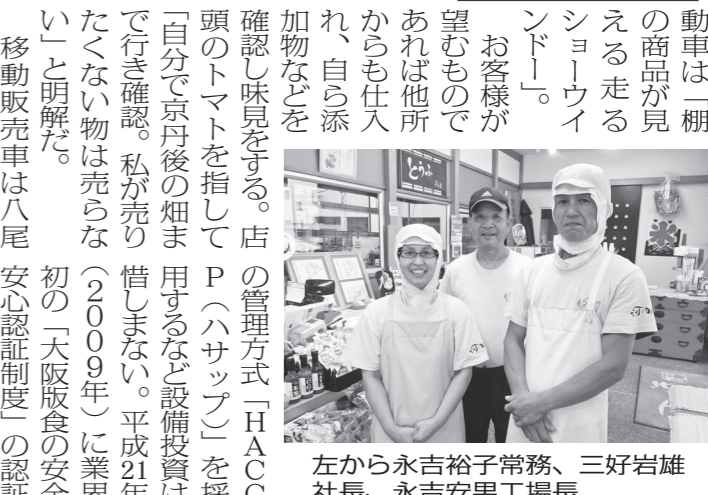 動車は「棚
の商品が見
える 走る
ショーウイ
ンドー」。
お客様が
望むもので
あれば他所
からも仕入
れ、自ら添
加物などを
確認し味見をする。店
頭のトマトを指して
「自分で京丹後の畑ま
で行き確認。私が売り
たくない物は売らな
い」と明解だ。
移動販売車は八尾
の管理方式「HACC
P（ハサップ）」を採
用するなど設備投資は
惜しまない。平成21年
（2009年）に業界
初の「大阪版食の安全
安心認証制度」の認証
とうふ
左から永吉裕子常務、三好岩雄
社長、永吉安男工場長